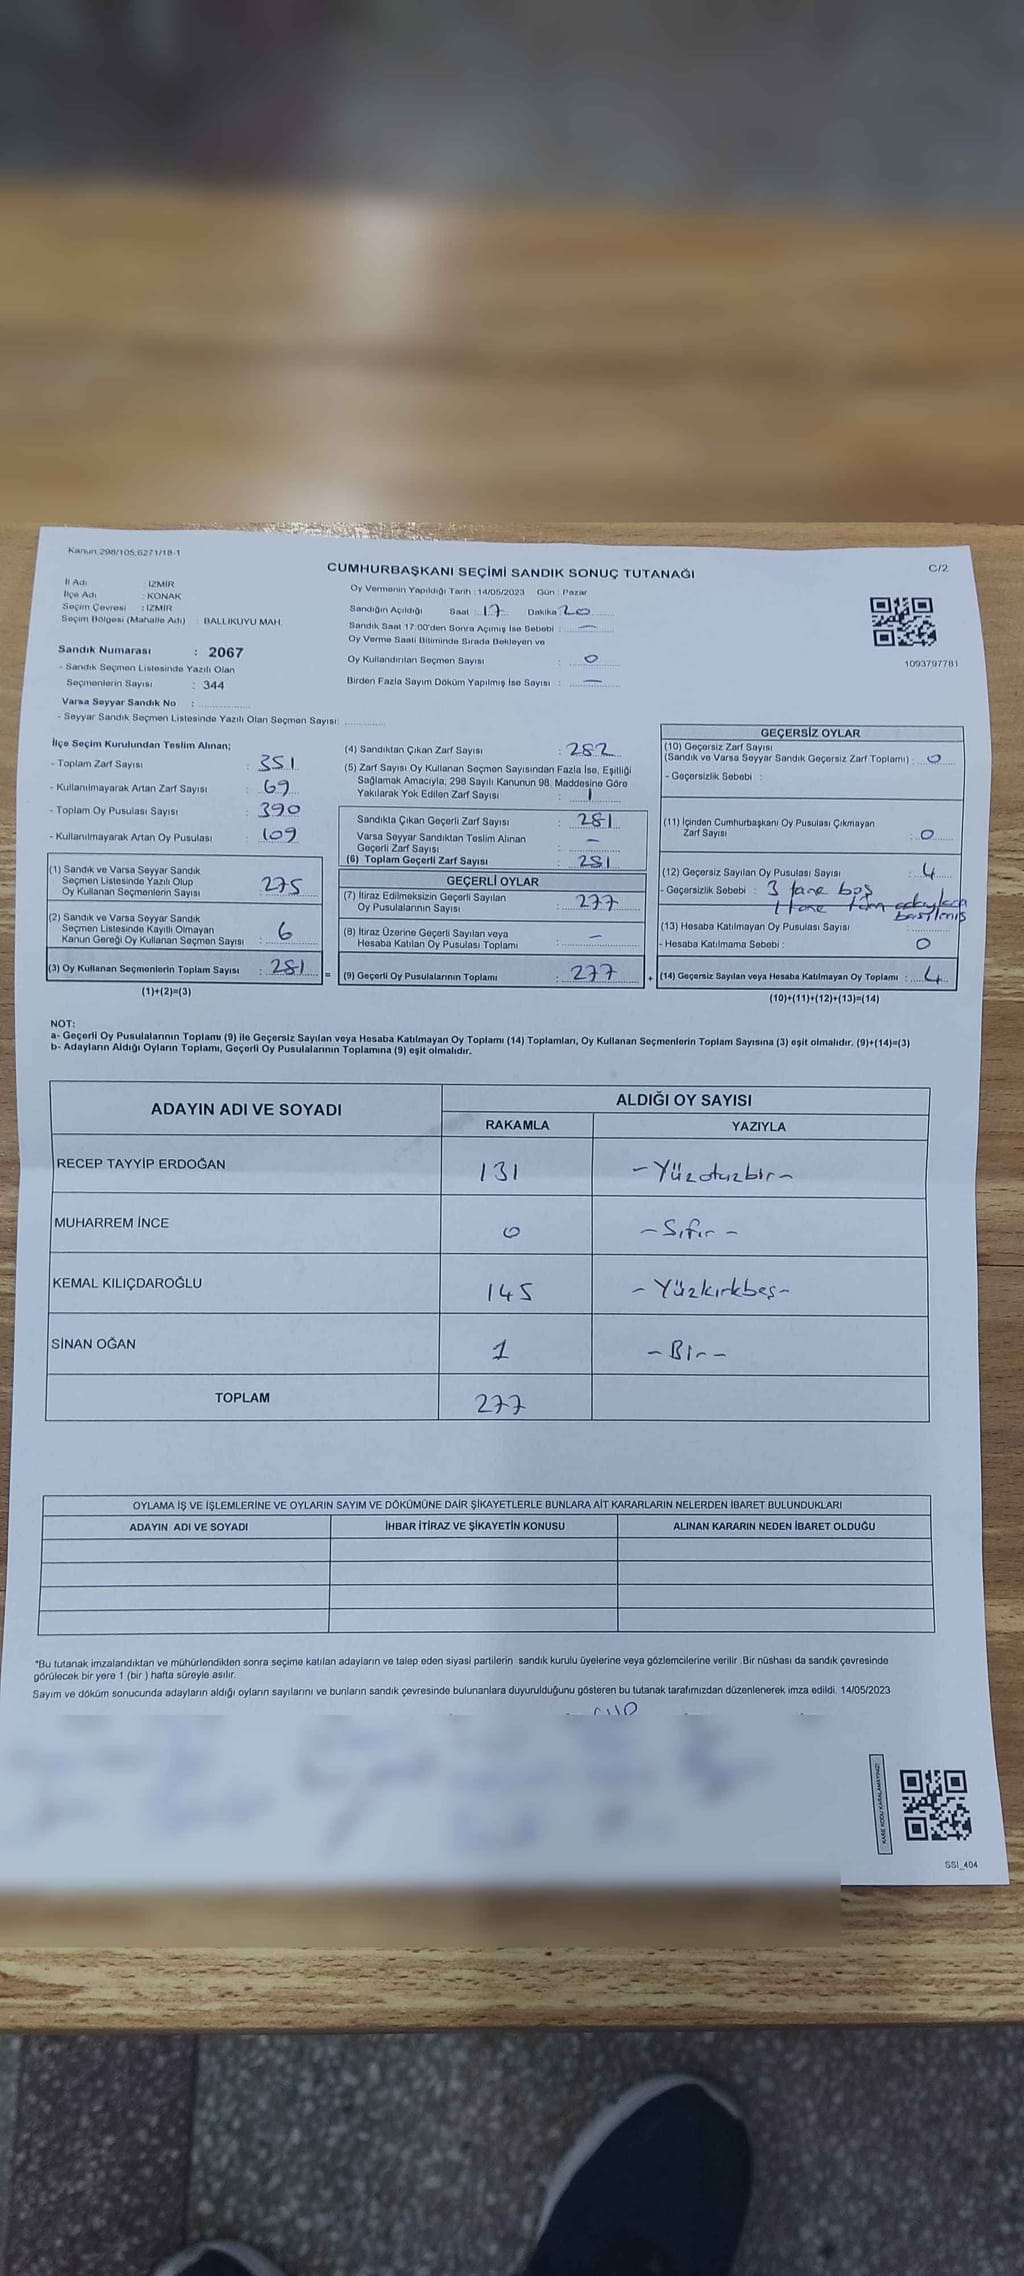 Kanun;298/105;6271/18-1
C/2
CUMHURBAŞKANI SEÇİMİ SANDIK SONUÇ TUTANAĞI
İl Adı : İZMİR
İlçe Adı : KONAK
Seçim Çevresi : İZMİR
Seçim Bölgesi (Mahalle Adı) : BALLIKUYU MAH.
Sandık Numarası : 2067
- Sandık Seçmen Listesinde Yazılı Olan
Seçmenlerin Sayısı : 344
Varsa Seyyar Sandık No :
- Seyyar Sandık Seçmen Listesinde Yazılı Olan Seçmen Sayısı:
Oy Vermenin Yapıldığı Tarih : 14/05/2023 Gün : Pazar
Sandığın Açıldığı Saat : 17 Dakika 20
Sandık Saat 17:00'den Sonra Açımış İse Sebebi : —
Oy Verme Saati Bitiminde Sırada Bekleyen ve
Oy Kullandırılan Seçmen Sayısı : 0
Birden Fazla Sayım Döküm Yapılmış İse Sayısı : —
1093797761
İlçe Seçim Kurulundan Teslim Alınan;
- Toplam Zarf Sayısı : 351
- Kullanılmayarak Artan Zarf Sayısı : 69
- Toplam Oy Pusulası Sayısı : 390
- Kullanılmayarak Artan Oy Pusulası : 109
(1) Sandık ve Varsa Seyyar Sandık
Seçmen Listesinde Yazılı Olup
Oy Kullanan Seçmenlerin Sayısı : 275
(2) Sandık ve Varsa Seyyar Sandık
Seçmen Listesinde Kayıtlı Olmayan
Kanun Gereği Oy Kullanan Seçmen Sayısı : 6
(3) Oy Kullanan Seçmenlerin Toplam Sayısı : 281
(1)+(2)=(3)
=
(4) Sandıktan Çıkan Zarf Sayısı : 282
(5) Zarf Sayısı Oy Kullanan Seçmen Sayısından Fazla İse, Eşitliği
Sağlamak Amacıyla; 298 Sayılı Kanunun 98. Maddesine Göre
Yakılarak Yok Edilen Zarf Sayısı : 1
Sandıkta Çıkan Geçerli Zarf Sayısı : 281
Varsa Seyyar Sandıktan Teslim Alınan
Geçerli Zarf Sayısı : —
(6) Toplam Geçerli Zarf Sayısı : 281
GEÇERLİ OYLAR
(7) İtiraz Edilmeksizin Geçerli Sayılan
Oy Pusulalarının Sayısı : 277
(8) İtiraz Üzerine Geçerli Sayılan veya
Hesaba Katılan Oy Pusulası Toplamı : —
(9) Geçerli Oy Pusulalarının Toplamı : 277
+
GEÇERSİZ OYLAR
(10) Geçersiz Zarf Sayısı
(Sandık ve Varsa Seyyar Sandık Geçersiz Zarf Toplamı) : 0
- Geçersizlik Sebebi :
(11) İçinden Cumhurbaşkanı Oy Pusulası Çıkmayan
Zarf Sayısı : 0
(12) Geçersiz Sayılan Oy Pusulası Sayısı : 4
- Geçersizlik Sebebi : 3 tane boş
1 tane tüm adaylara
basılmış
(13) Hesaba Katılmayan Oy Pusulası Sayısı :
- Hesaba Katılmama Sebebi : 0
(14) Geçersiz Sayılan veya Hesaba Katılmayan Oy Toplamı : 4
(10)+(11)+(12)+(13)=(14)
NOT:
a- Geçerli Oy Pusulalarının Toplamı (9) ile Geçersiz Sayılan veya Hesaba Katılmayan Oy Toplamı (14) Toplamları, Oy Kullanan Seçmenlerin Toplam Sayısına (3) eşit olmalıdır. (9)+(14)=(3)
b- Adayların Aldığı Oyların Toplamı, Geçerli Oy Pusulalarının Toplamına (9) eşit olmalıdır.
ADAYIN ADI VE SOYADI ALDIĞI OY SAYISI
RAKAMLA YAZIYLA
RECEP TAYYİP ERDOĞAN 131 -Yüzotuzbir-
MUHARREM İNCE 0 -Sıfır-
KEMAL KILIÇDAROĞLU 145 -Yüzkırkbeş-
SİNAN OĞAN 1 -Bir-
TOPLAM 277
OYLAMA İŞ VE İŞLEMLERİNE VE OYLARIN SAYIM VE DÖKÜMÜNE DAİR ŞİKAYETLERLE BUNLARA AİT KARARLARIN NELERDEN İBARET BULUNDUKLARI
ADAYIN ADI VE SOYADI İHBAR İTİRAZ VE ŞİKAYETİN KONUSU ALINAN KARARIN NEDEN İBARET OLDUĞU
*Bu tutanak imzalandıktan ve mühürlendikten sonra seçime katılan adayların ve talep eden siyasi partilerin sandık kurulu üyelerine veya gözlemcilerine verilir .Bir nüshası da sandık çevresinde
görülecek bir yere 1 (bir ) hafta süreyle asılır.
Sayım ve döküm sonucunda adayların aldığı oyların sayılarını ve bunların sandık çevresinde bulunanlara duyurulduğunu gösteren bu tutanak tarafımızdan düzenlenerek imza edildi. 14/05/2023
KARE KODU KARALAMAYINIZ!
SSI_404